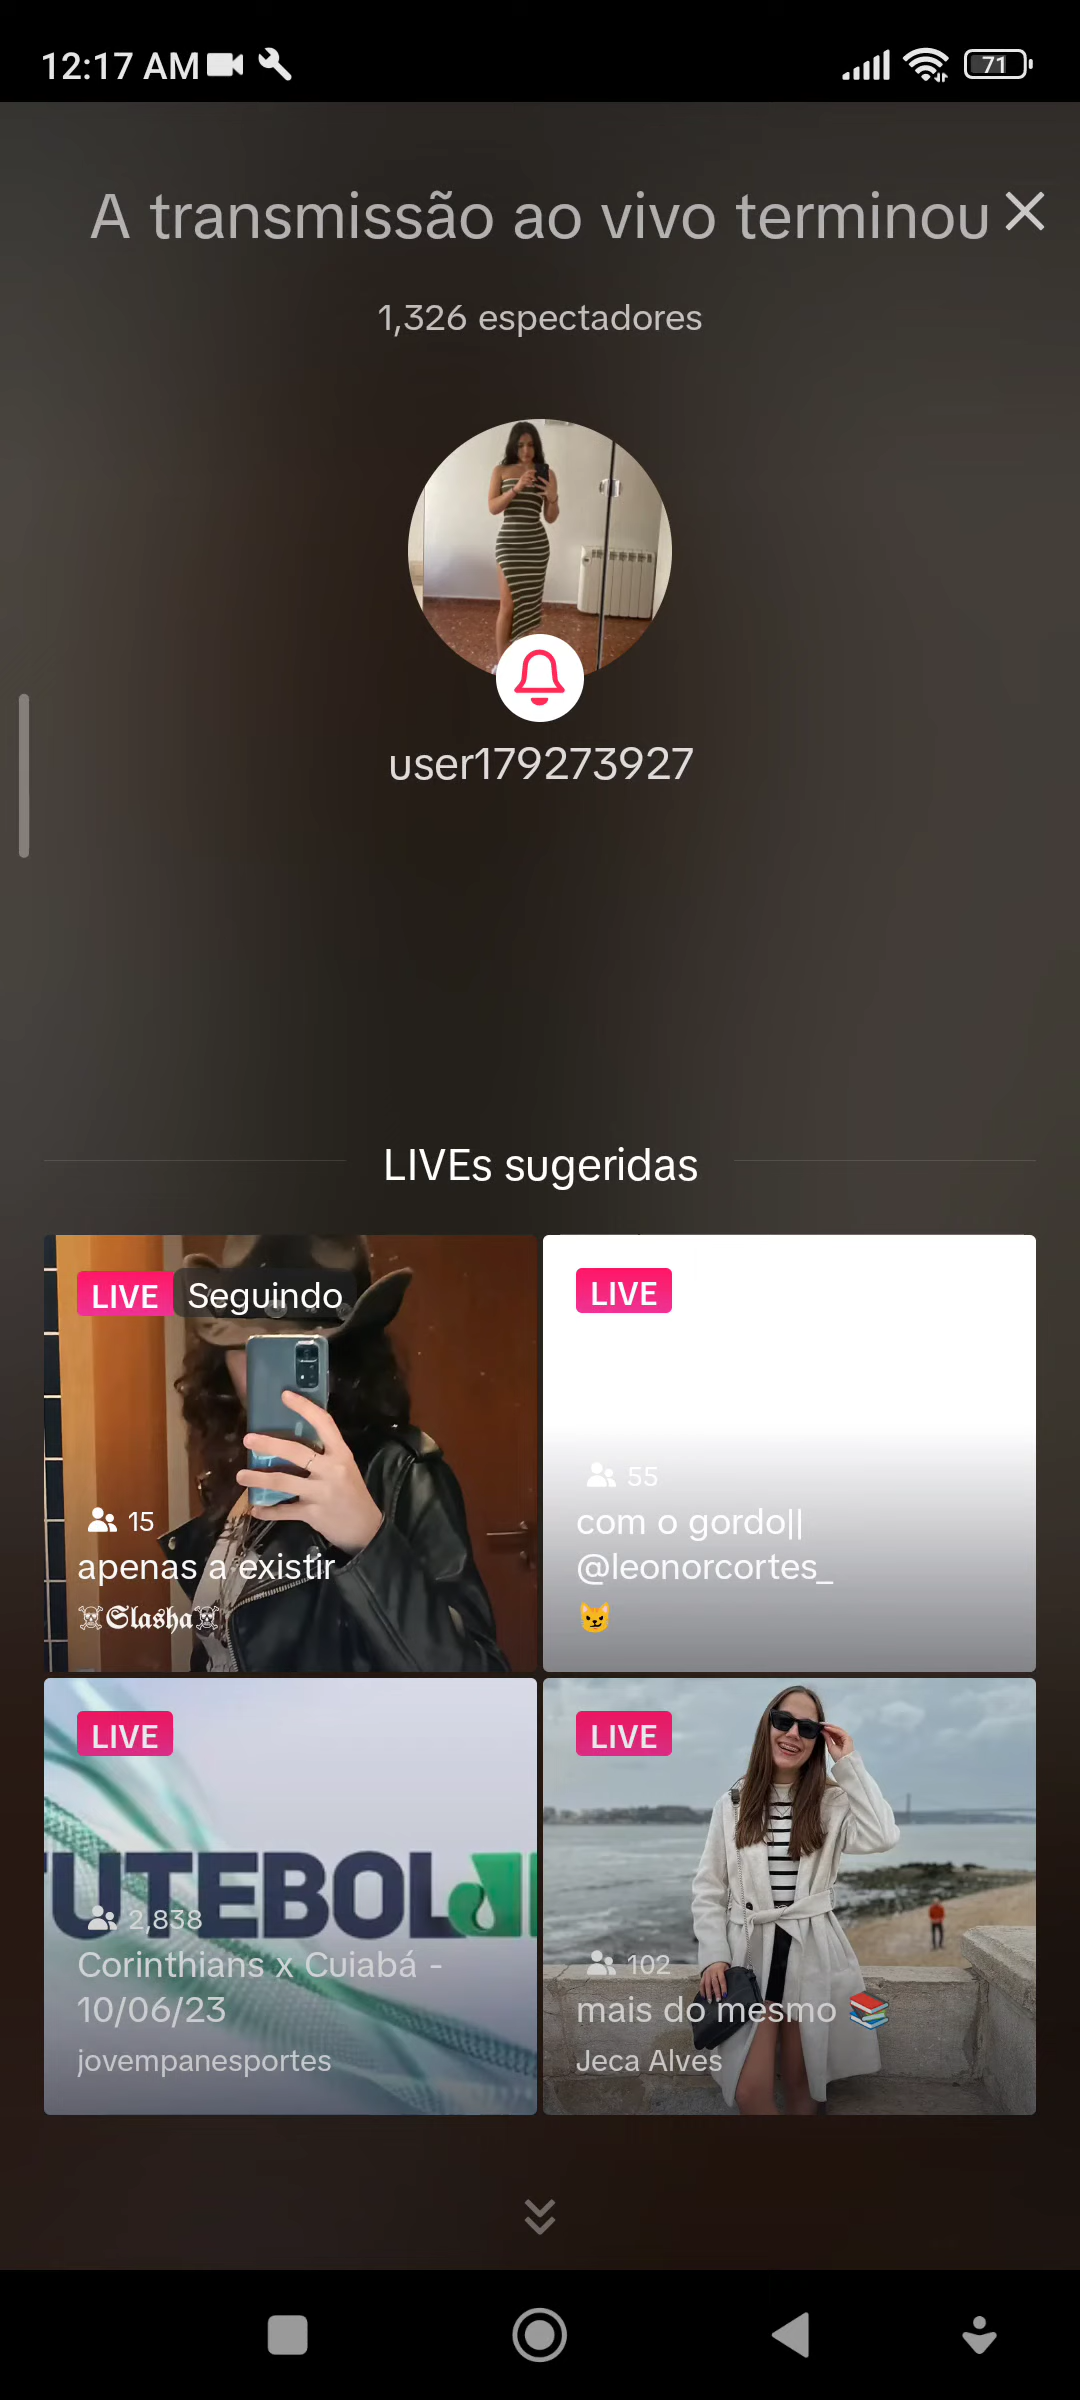 12:17 AM
71
A transmissão ao vivo terminou
1,326 espectadores
user179273927
LIVEs sugeridas
LIVE Seguindo
15
apenas a existir
☠𝕾𝖑𝖆𝖘𝖍𝖆☠
LIVE
55
com o gordo||
@leonorcortes_
😼
LIVE
UTEBOL
2,838
Corinthians x Cuiabá -
10/06/23
jovempanesportes
LIVE
102
mais do mesmo 📚
Jeca Alves